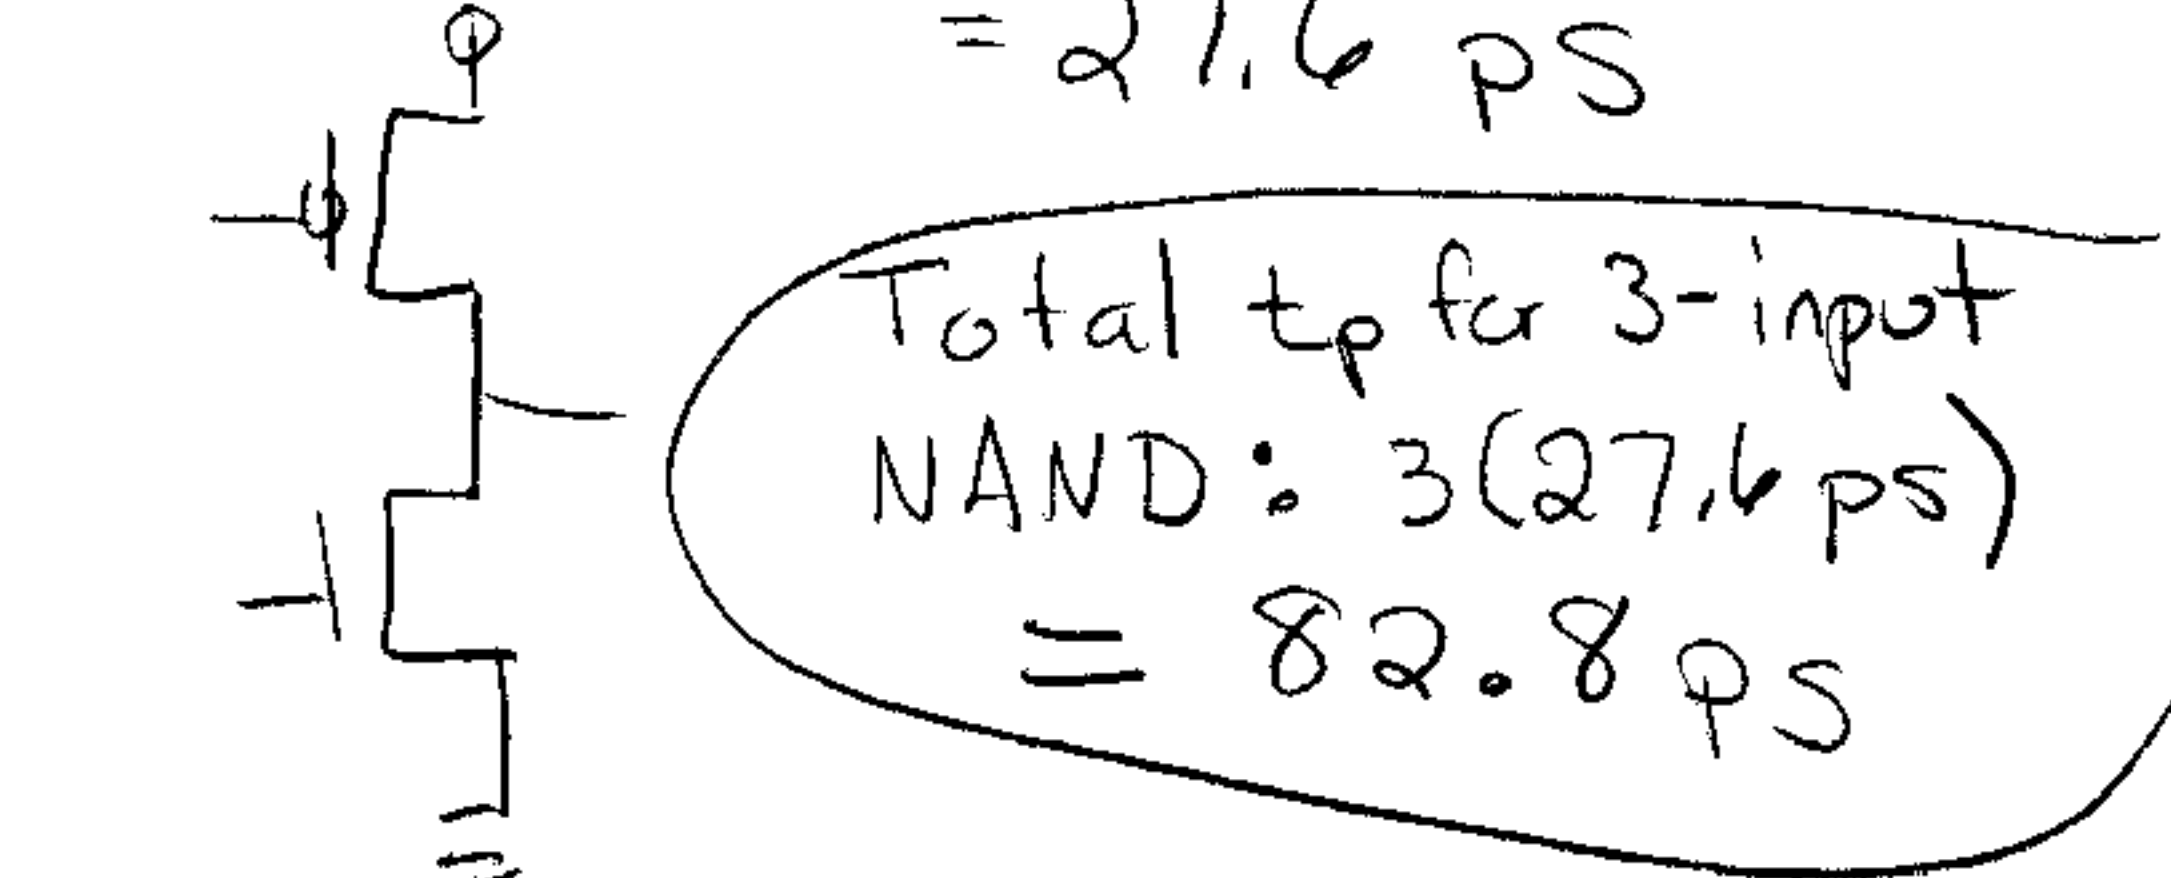 = 27.6 ps
Total tp for 3-input
NAND: 3(27.6 ps)
= 82.8 ps